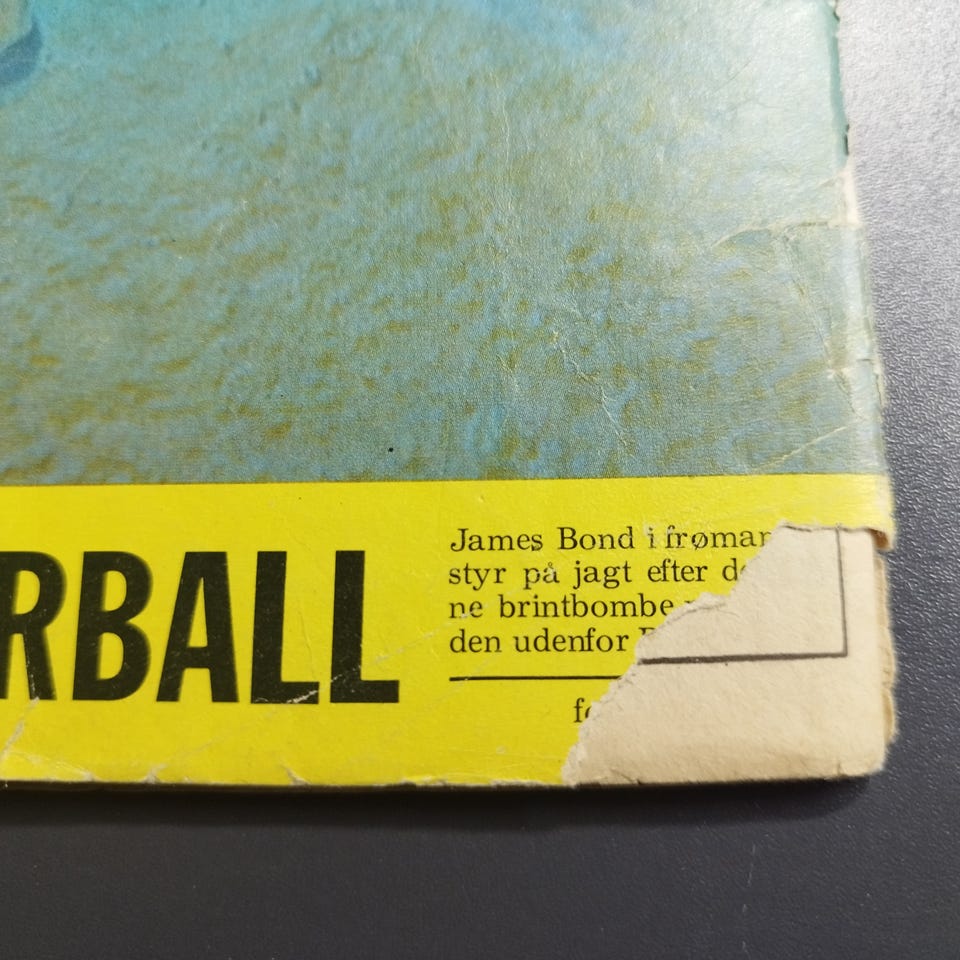 RBALL
James Bond i frøman
styr på jagt efter de
ne brintbombe
den udenfor